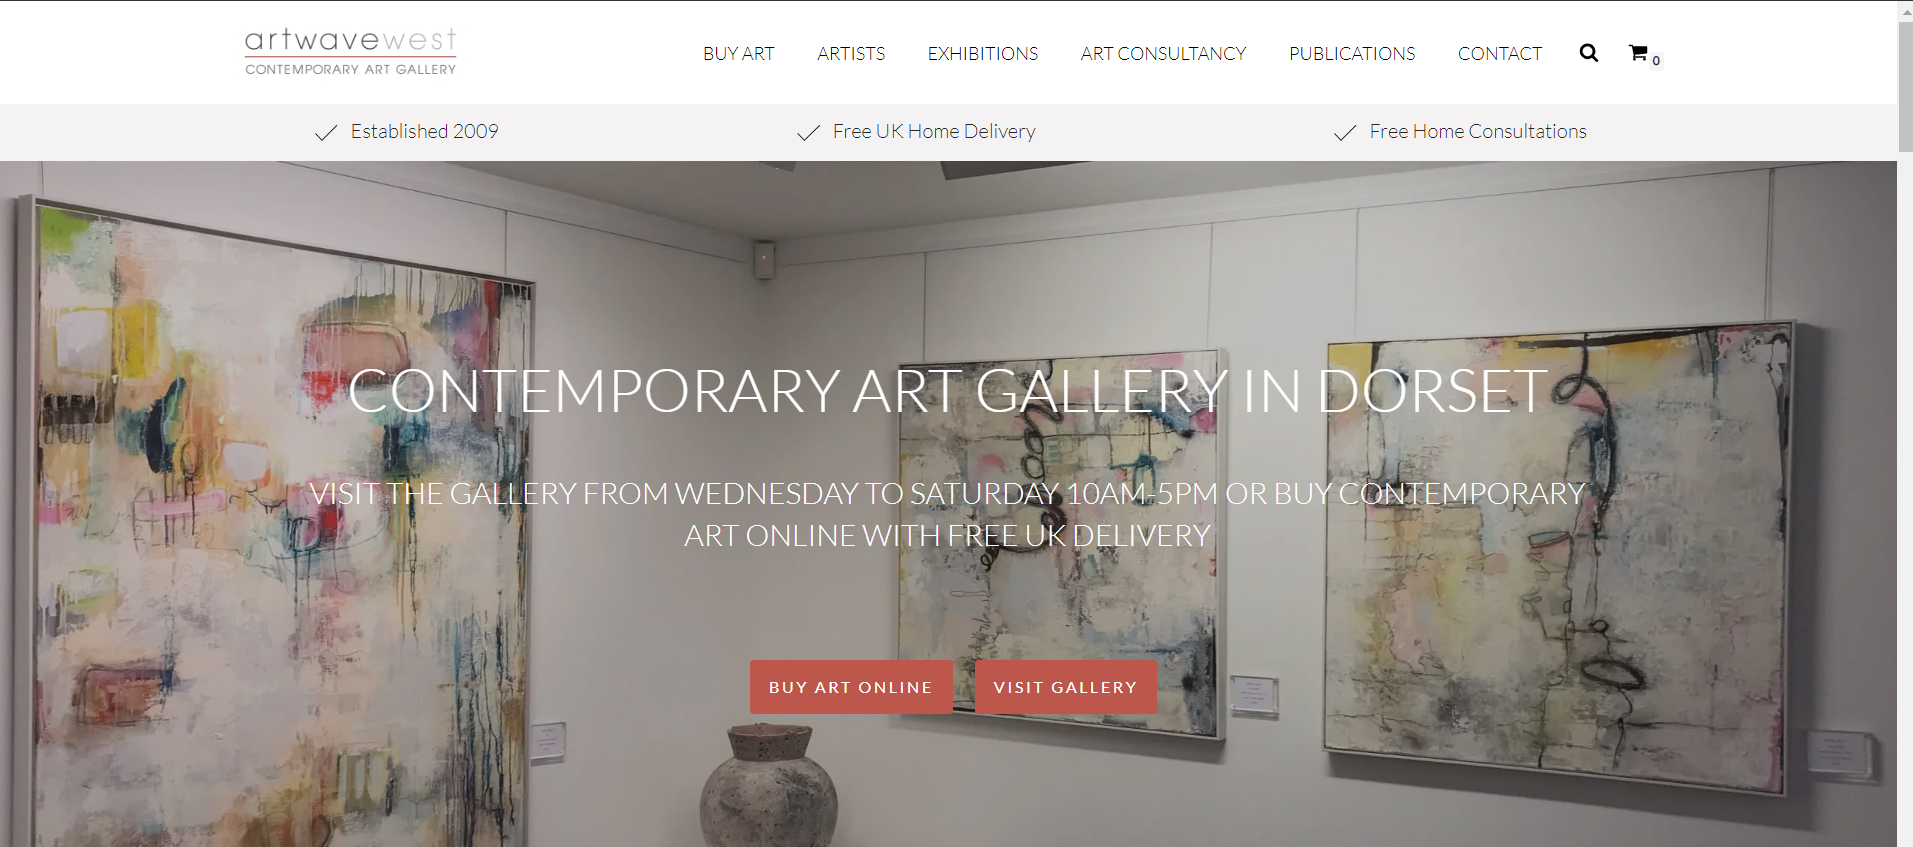 artwavewest
CONTEMPORARY ART GALLERY
BUY ART
ARTISTS
EXHIBITIONS
ART CONSULTANCY
PUBLICATIONS
CONTACT
0
Established 2009
Free UK Home Delivery
Free Home Consultations
CONTEMPORARY ART GALLERY IN DORSET
VISIT THE GALLERY FROM WEDNESDAY TO SATURDAY 10AM-5PM OR BUY CONTEMPORARY
ART ONLINE WITH FREE UK DELIVERY
BUY ART ONLINE
VISIT GALLERY